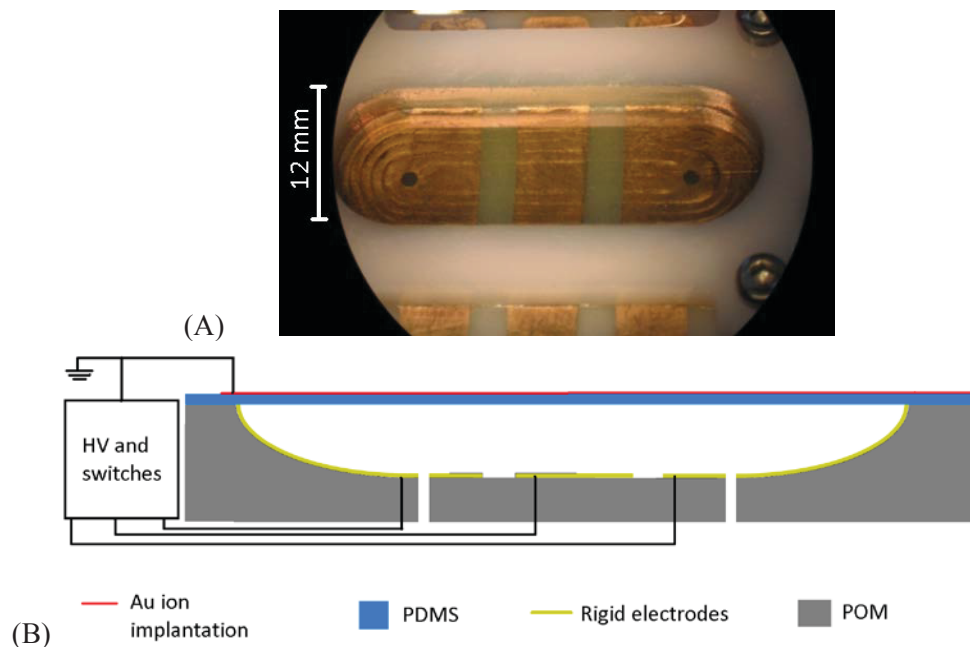 12 mm
(A)
HV and
switches
Au ion
implantation
PDMS
Rigid electrodes
POM
(B)